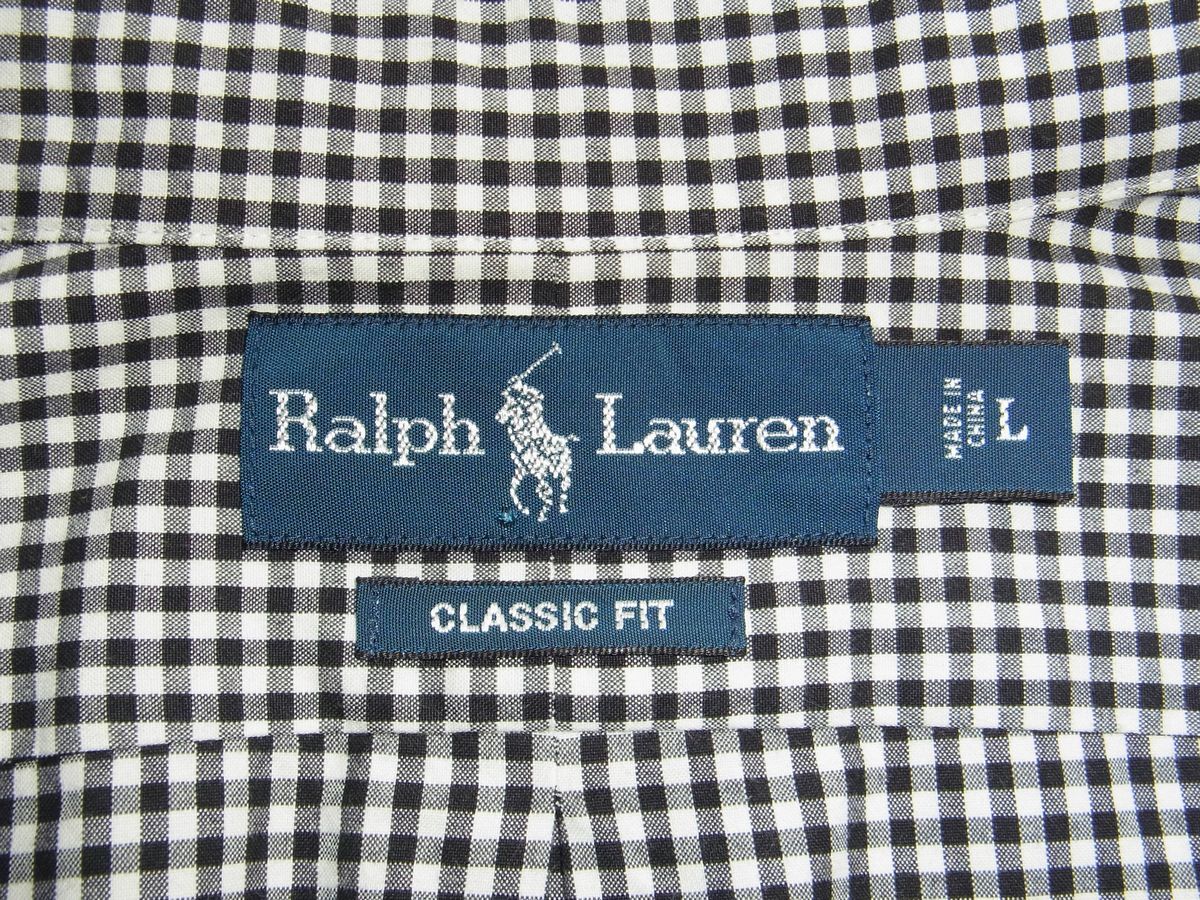 Ralph Lauren
MADE IN
CHINA
L
CLASSIC FIT